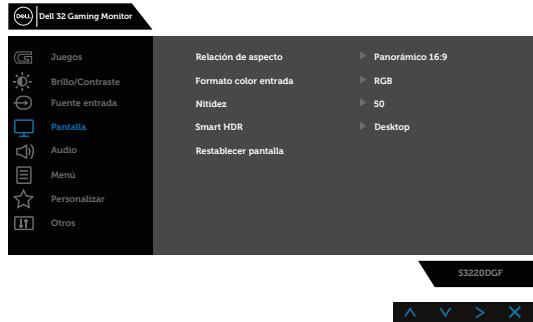 DELL Dell 32 Gaming Monitor
Juegos
Brillo/Contraste
Fuente entrada
Pantalla
Audio
Menú
Personalizar
Otros
Relación de aspecto Panorámico 16:9
Formato color entrada RGB
Nitidez 50
Smart HDR Desktop
Restablecer pantalla
S3220DGF